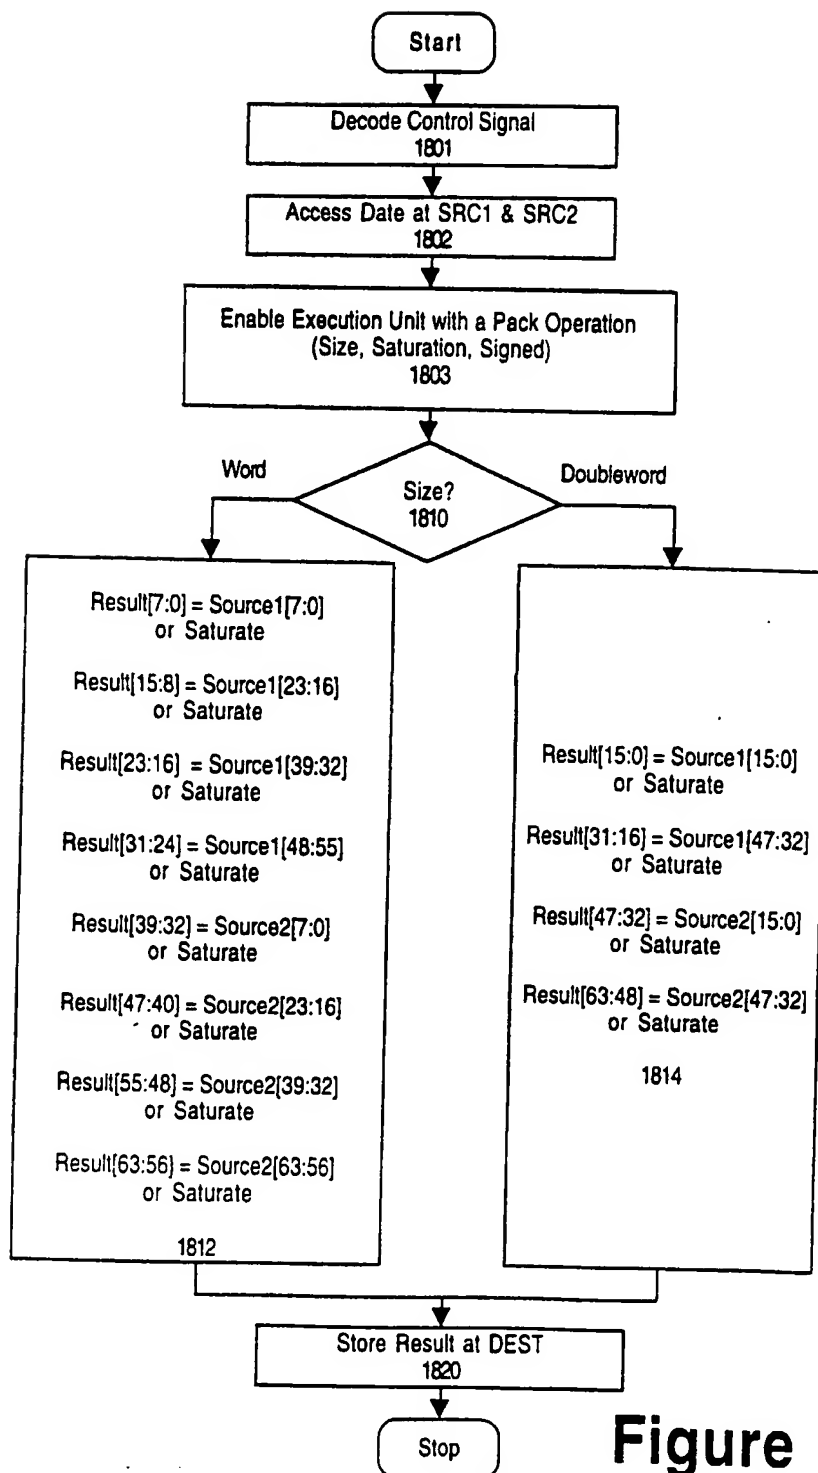 Start
Decode Control Signal
1801
Access Date at SRC1 & SRC2
1802
Enable Execution Unit with a Pack Operation
(Size, Saturation, Signed)
1803
Word
Size?
1810
Doubleword
Result[7:0] = Source1[7:0]
or Saturate
Result[15:8] = Source1[23:16]
or Saturate
Result[23:16] = Source1[39:32]
or Saturate
Result[31:24] = Source1[48:55]
or Saturate
Result[39:32] = Source2[7:0]
or Saturate
Result[47:40] = Source2[23:16]
or Saturate
Result[55:48] = Source2[39:32]
or Saturate
Result[63:56] = Source2[63:56]
or Saturate
1812
Result[15:0] = Source1[15:0]
or Saturate
Result[31:16] = Source1[47:32]
or Saturate
Result[47:32] = Source2[15:0]
or Saturate
Result[63:48] = Source2[47:32]
or Saturate
1814
Store Result at DEST
1820
Stop
Figure